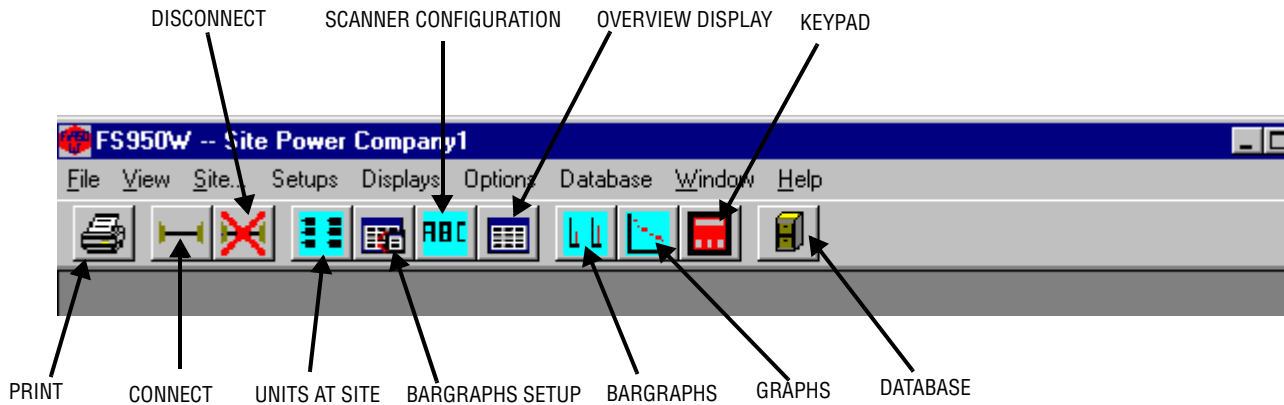 DISCONNECT SCANNER CONFIGURATION OVERVIEW DISPLAY KEYPAD
FS950W -- Site Power Company1
File View Site... Setups Displays Options Database Window Help
ABC
PRINT CONNECT UNITS AT SITE BARGRAPHS SETUP BARGRAPHS GRAPHS DATABASE